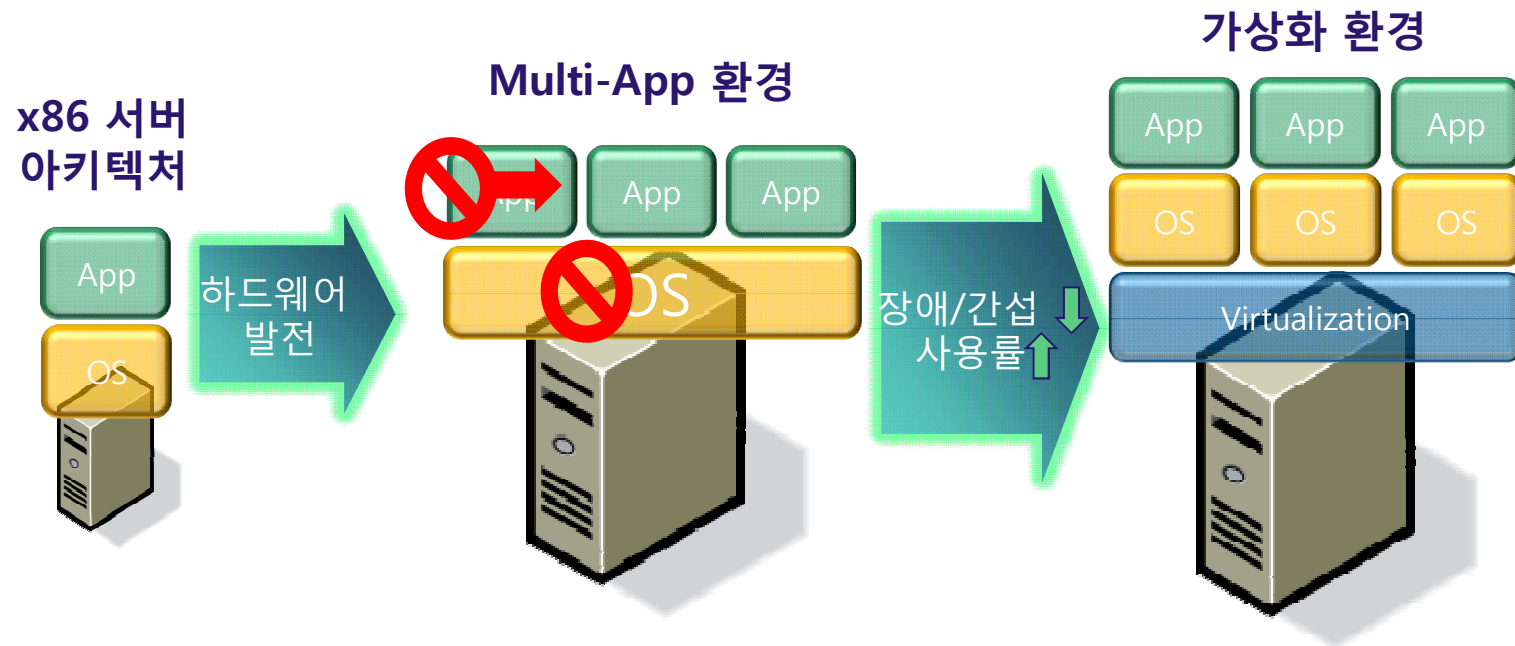 x86 서버
아키텍처
App
OS
하드웨어
발전
Multi-App 환경
App
App
App
OS
장애/간섭
사용률
가상화 환경
App
App
App
OS
OS
OS
Virtualization